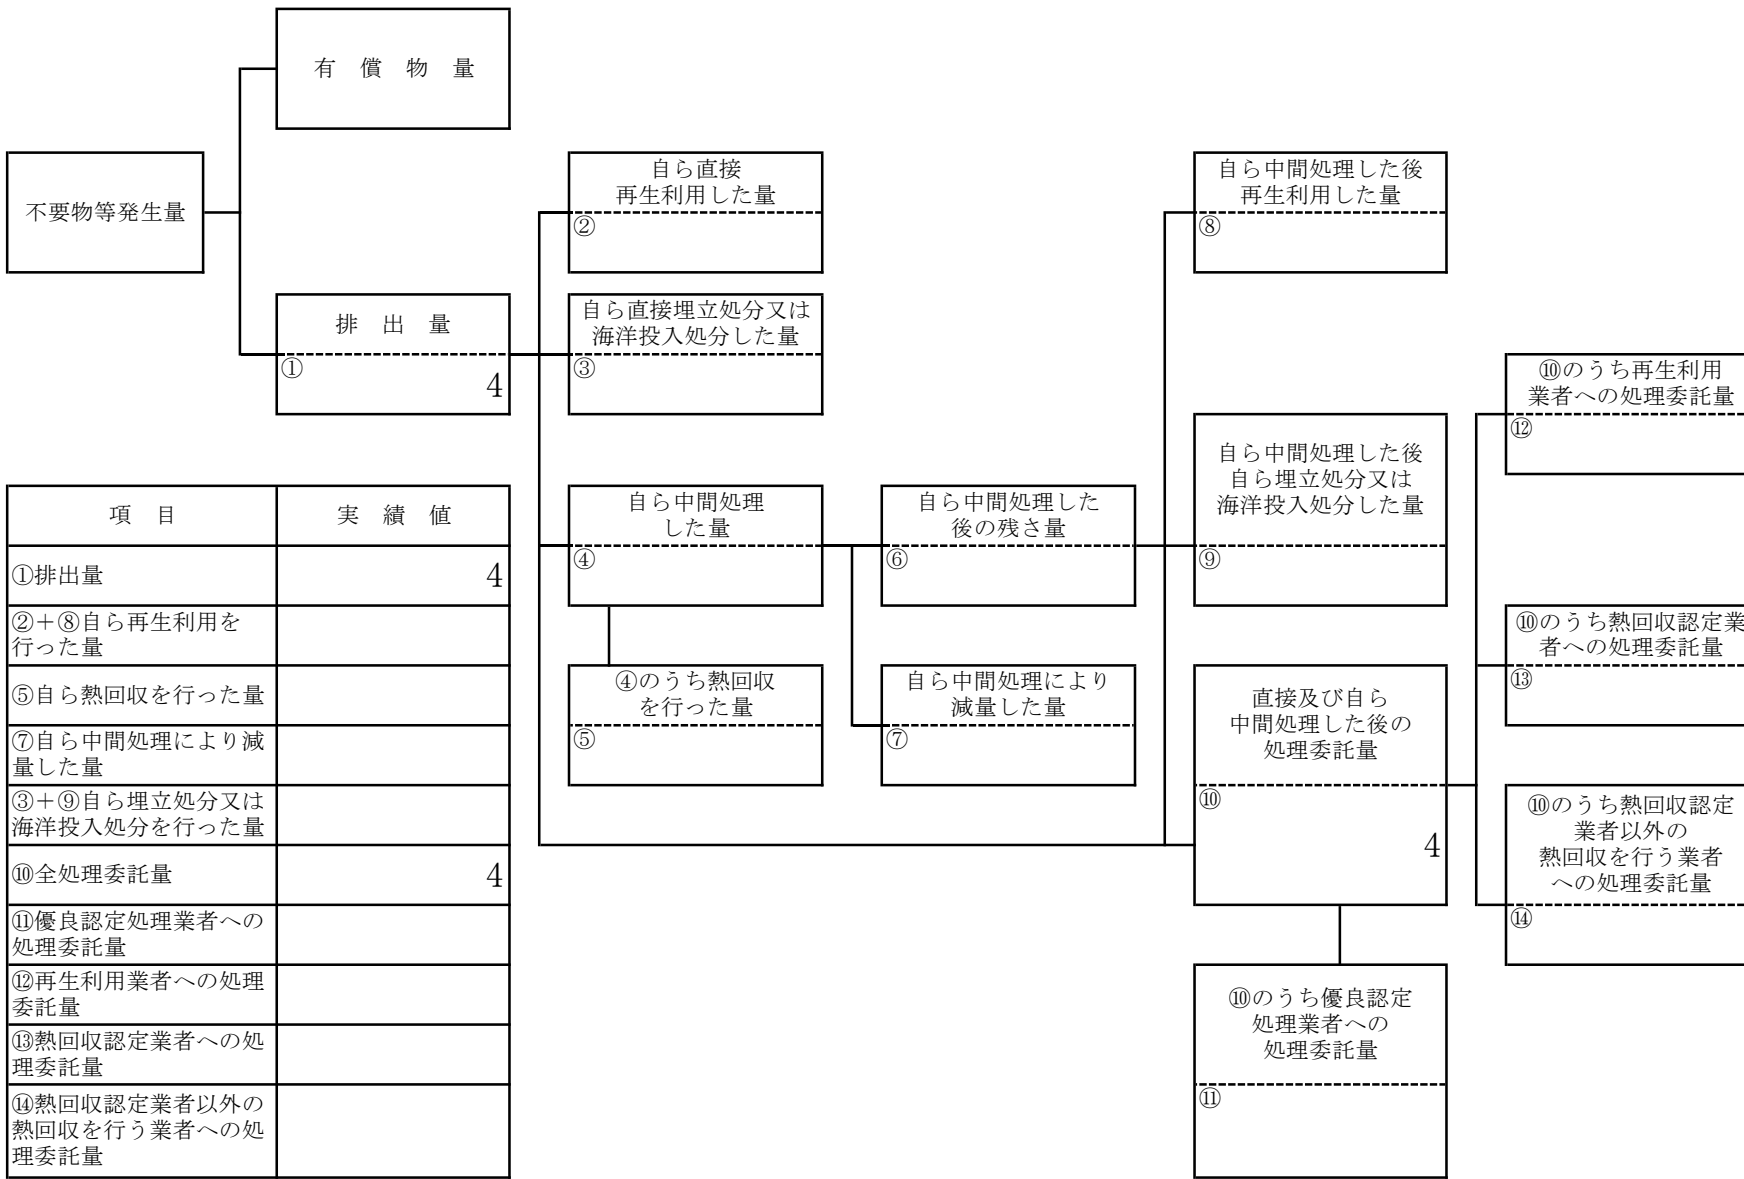 有 償 物 量
不要物等発生量
排 出 量
①
4
自ら直接
再生利用した量
②
自ら直接埋立処分又は
海洋投入処分した量
③
自ら中間処理
した量
④
④のうち熱回収
を行った量
⑤
自ら中間処理した
後の残さ量
⑥
自ら中間処理により
減量した量
⑦
自ら中間処理した後
再生利用した量
⑧
自ら中間処理した後
自ら埋立処分又は
海洋投入処分した量
⑨
直接及び自ら
中間処理した後の
処理委託量
⑩
4
⑩のうち優良認定
処理業者への
処理委託量
⑪
⑩のうち再生利用
業者への処理委託量
⑫
⑩のうち熱回収認定業
者への処理委託量
⑬
⑩のうち熱回収認定
業者以外の
熱回収を行う業者
への処理委託量
⑭
項 目 実 績 値
①排出量 4
②+⑧自ら再生利用を
行った量
⑤自ら熱回収を行った量
⑦自ら中間処理により減
量した量
③+⑨自ら埋立処分又は
海洋投入処分を行った量
⑩全処理委託量 4
⑪優良認定処理業者への
処理委託量
⑫再生利用業者への処理
委託量
⑬熱回収認定業者への処
理委託量
⑭熱回収認定業者以外の
熱回収を行う業者への処
理委託量